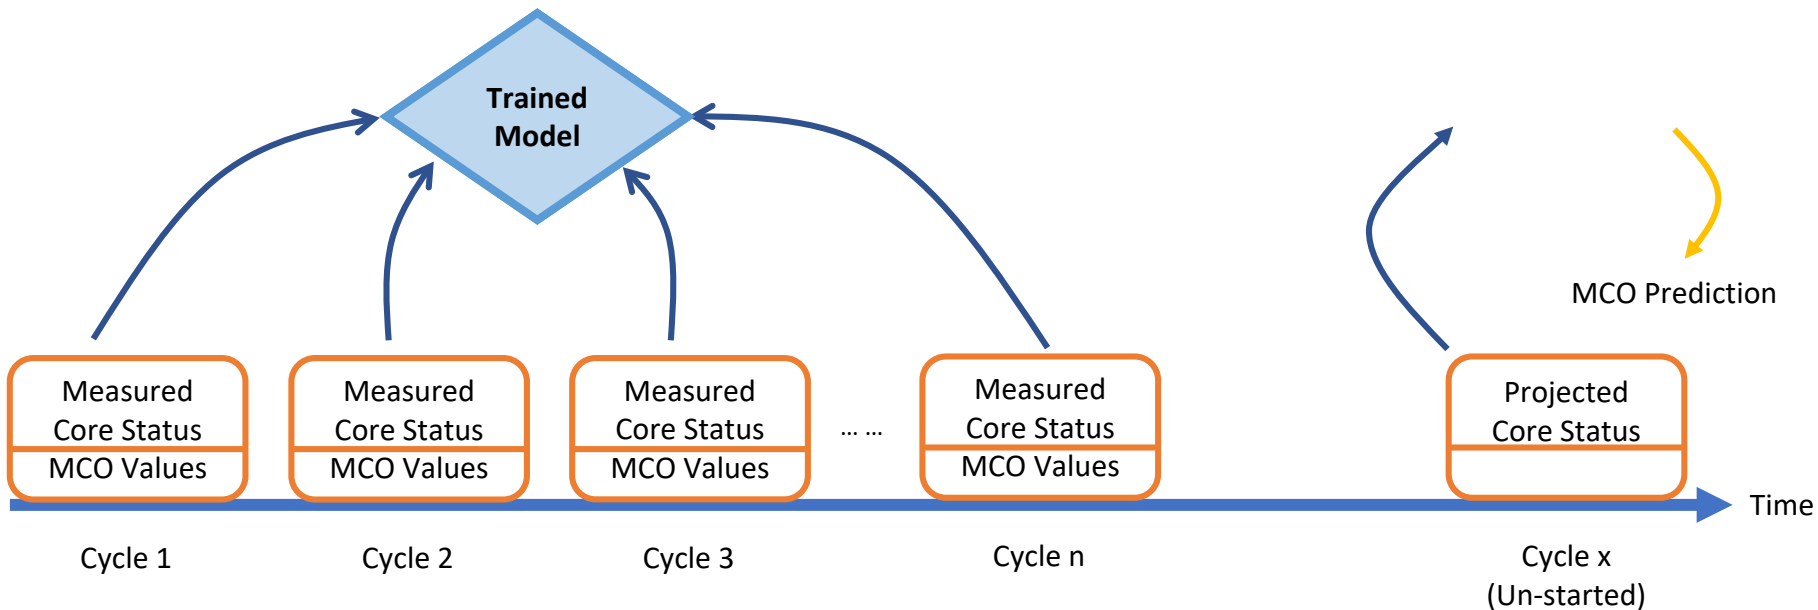 Trained
Model
MCO Prediction
Measured
Core Status
MCO Values
Measured
Core Status
MCO Values
Measured
Core Status
MCO Values
... ...
Measured
Core Status
MCO Values
Projected
Core Status
Time
Cycle 1
Cycle 2
Cycle 3
Cycle n
Cycle x
(Un-started)